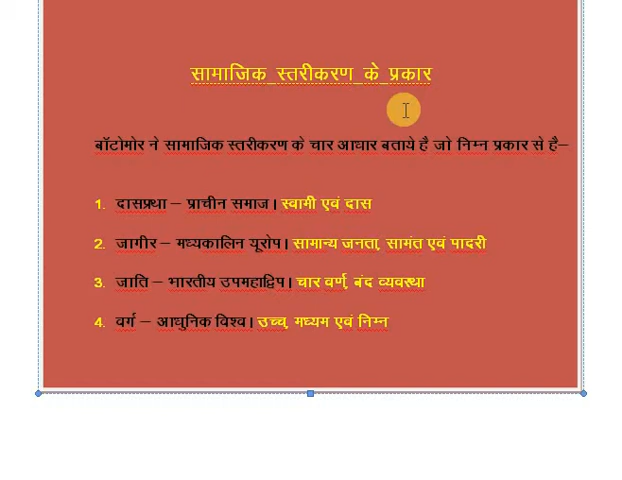 सामाजिक स्तरीकरण के प्रकार
बॉटोमोर ने सामाजिक स्तरीकरण के चार आधार बताये है जो निम्न प्रकार से है–
1. दासप्रथा – प्राचीन समाज। स्वामी एवं दास
2. जागीर – मध्यकालिन यूरोप। सामान्य जनता, सामंत एवं पादरी
3. जाति – भारतीय उपमहाद्विप। चार वर्ण, बंद व्यवस्था
4. वर्ग – आधुनिक विश्व। उच्च, मध्यम एवं निम्न